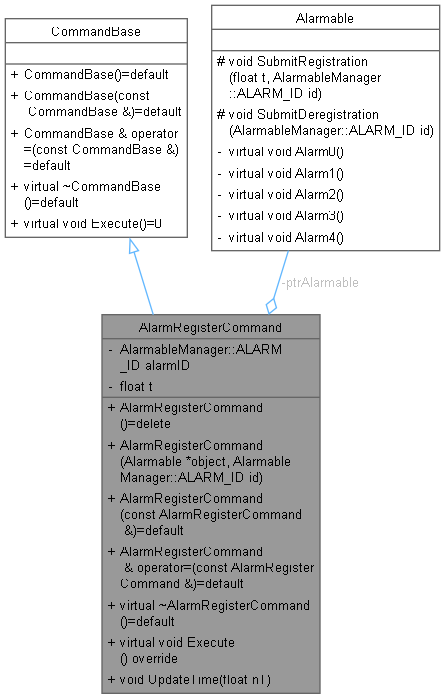 CommandBase
+ CommandBase()=default
+ CommandBase(const
CommandBase &)=default
+ CommandBase & operator
=(const CommandBase &)
=default
+ virtual ~CommandBase
()=default
+ virtual void Execute()=0
Alarmable
# void SubmitRegistration
(float t, AlarmableManager
::ALARM_ID id)
# void SubmitDeregistration
(AlarmableManager::ALARM_ID id)
- virtual void Alarm0()
- virtual void Alarm1()
- virtual void Alarm2()
- virtual void Alarm3()
- virtual void Alarm4()
-ptrAlarmable
AlarmRegisterCommand
- AlarmableManager::ALARM
_ID alarmID
- float t
+ AlarmRegisterCommand
()=delete
+ AlarmRegisterCommand
(Alarmable *object, Alarmable
Manager::ALARM_ID id)
+ AlarmRegisterCommand
(const AlarmRegisterCommand
&)=default
+ AlarmRegisterCommand
& operator=(const AlarmRegister
Command &)=default
+ virtual ~AlarmRegisterCommand
()=default
+ virtual void Execute
() override
+ void UpdateTime(float nT)